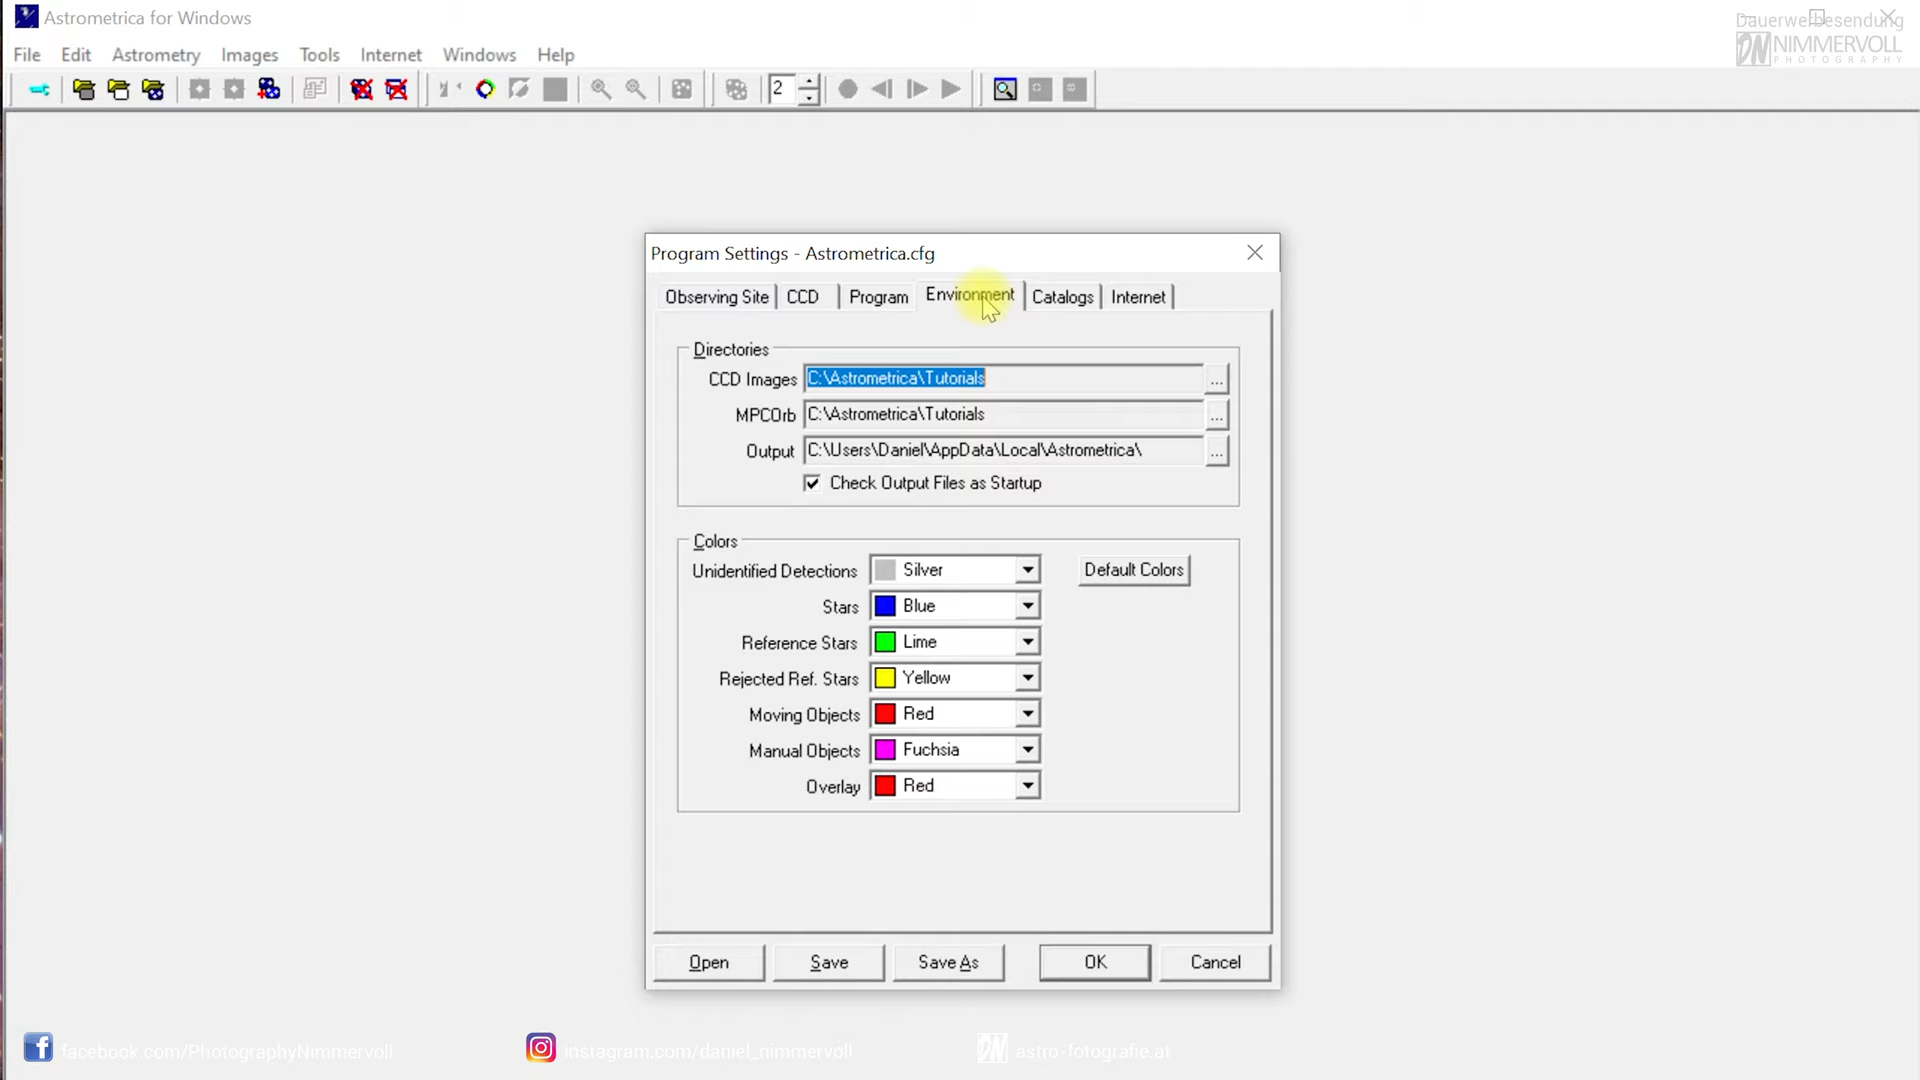 Astrometrica for Windows
Dauerwerbesendung
NIMMERVOLL
PHOTOGRAPHY
File Edit Astrometry Images Tools Internet Windows Help
2
Program Settings - Astrometrica.cfg
Observing Site CCD Program Environment Catalogs Internet
Directories
CCD Images C:\Astrometrica\Tutorials ...
MPCOrb C:\Astrometrica\Tutorials ...
Output C:\Users\Daniel\AppData\Local\Astrometrica\ ...
Check Output Files as Startup
Colors
Unidentified Detections Silver Default Colors
Stars Blue
Reference Stars Lime
Rejected Ref. Stars Yellow
Moving Objects Red
Manual Objects Fuchsia
Overlay Red
Open Save Save As OK Cancel
facebook.com/PhotographyNimmervoll instagram.com/daniel_nimmervoll astro-fotografie.at